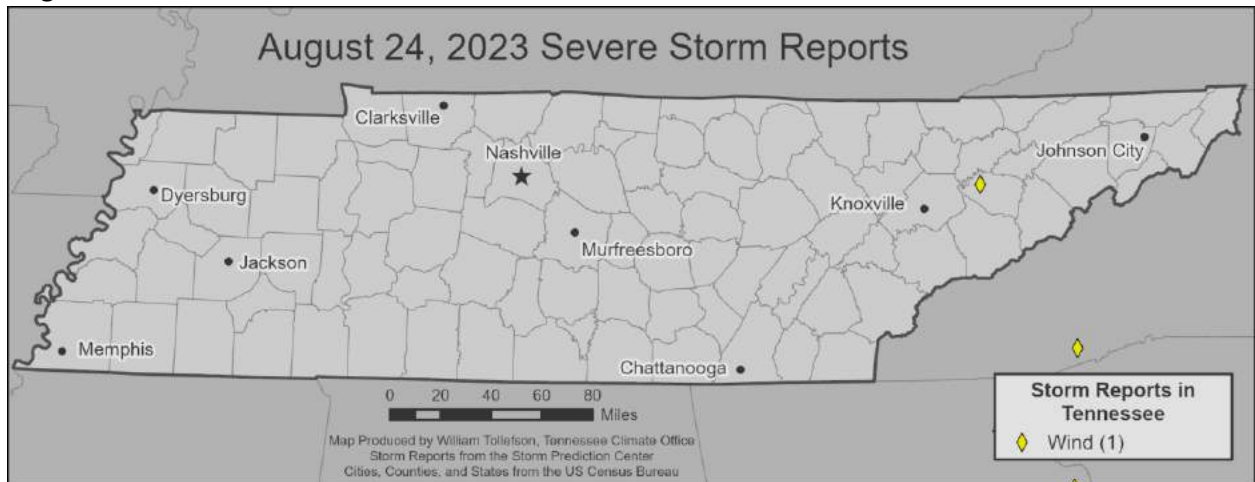 August 24, 2023 Severe Storm Reports
Clarksville
Nashville
Johnson City
Dyersburg
Knoxville
Murfreesboro
Jackson
Memphis
Chattanooga
0 20 40 60 80
Miles
Map Produced by William Tollefson, Tennessee Climate Office
Storm Reports from the Storm Prediction Center
Cities, Counties, and States from the US Census Bureau
Storm Reports in
Tennessee
Wind (1)